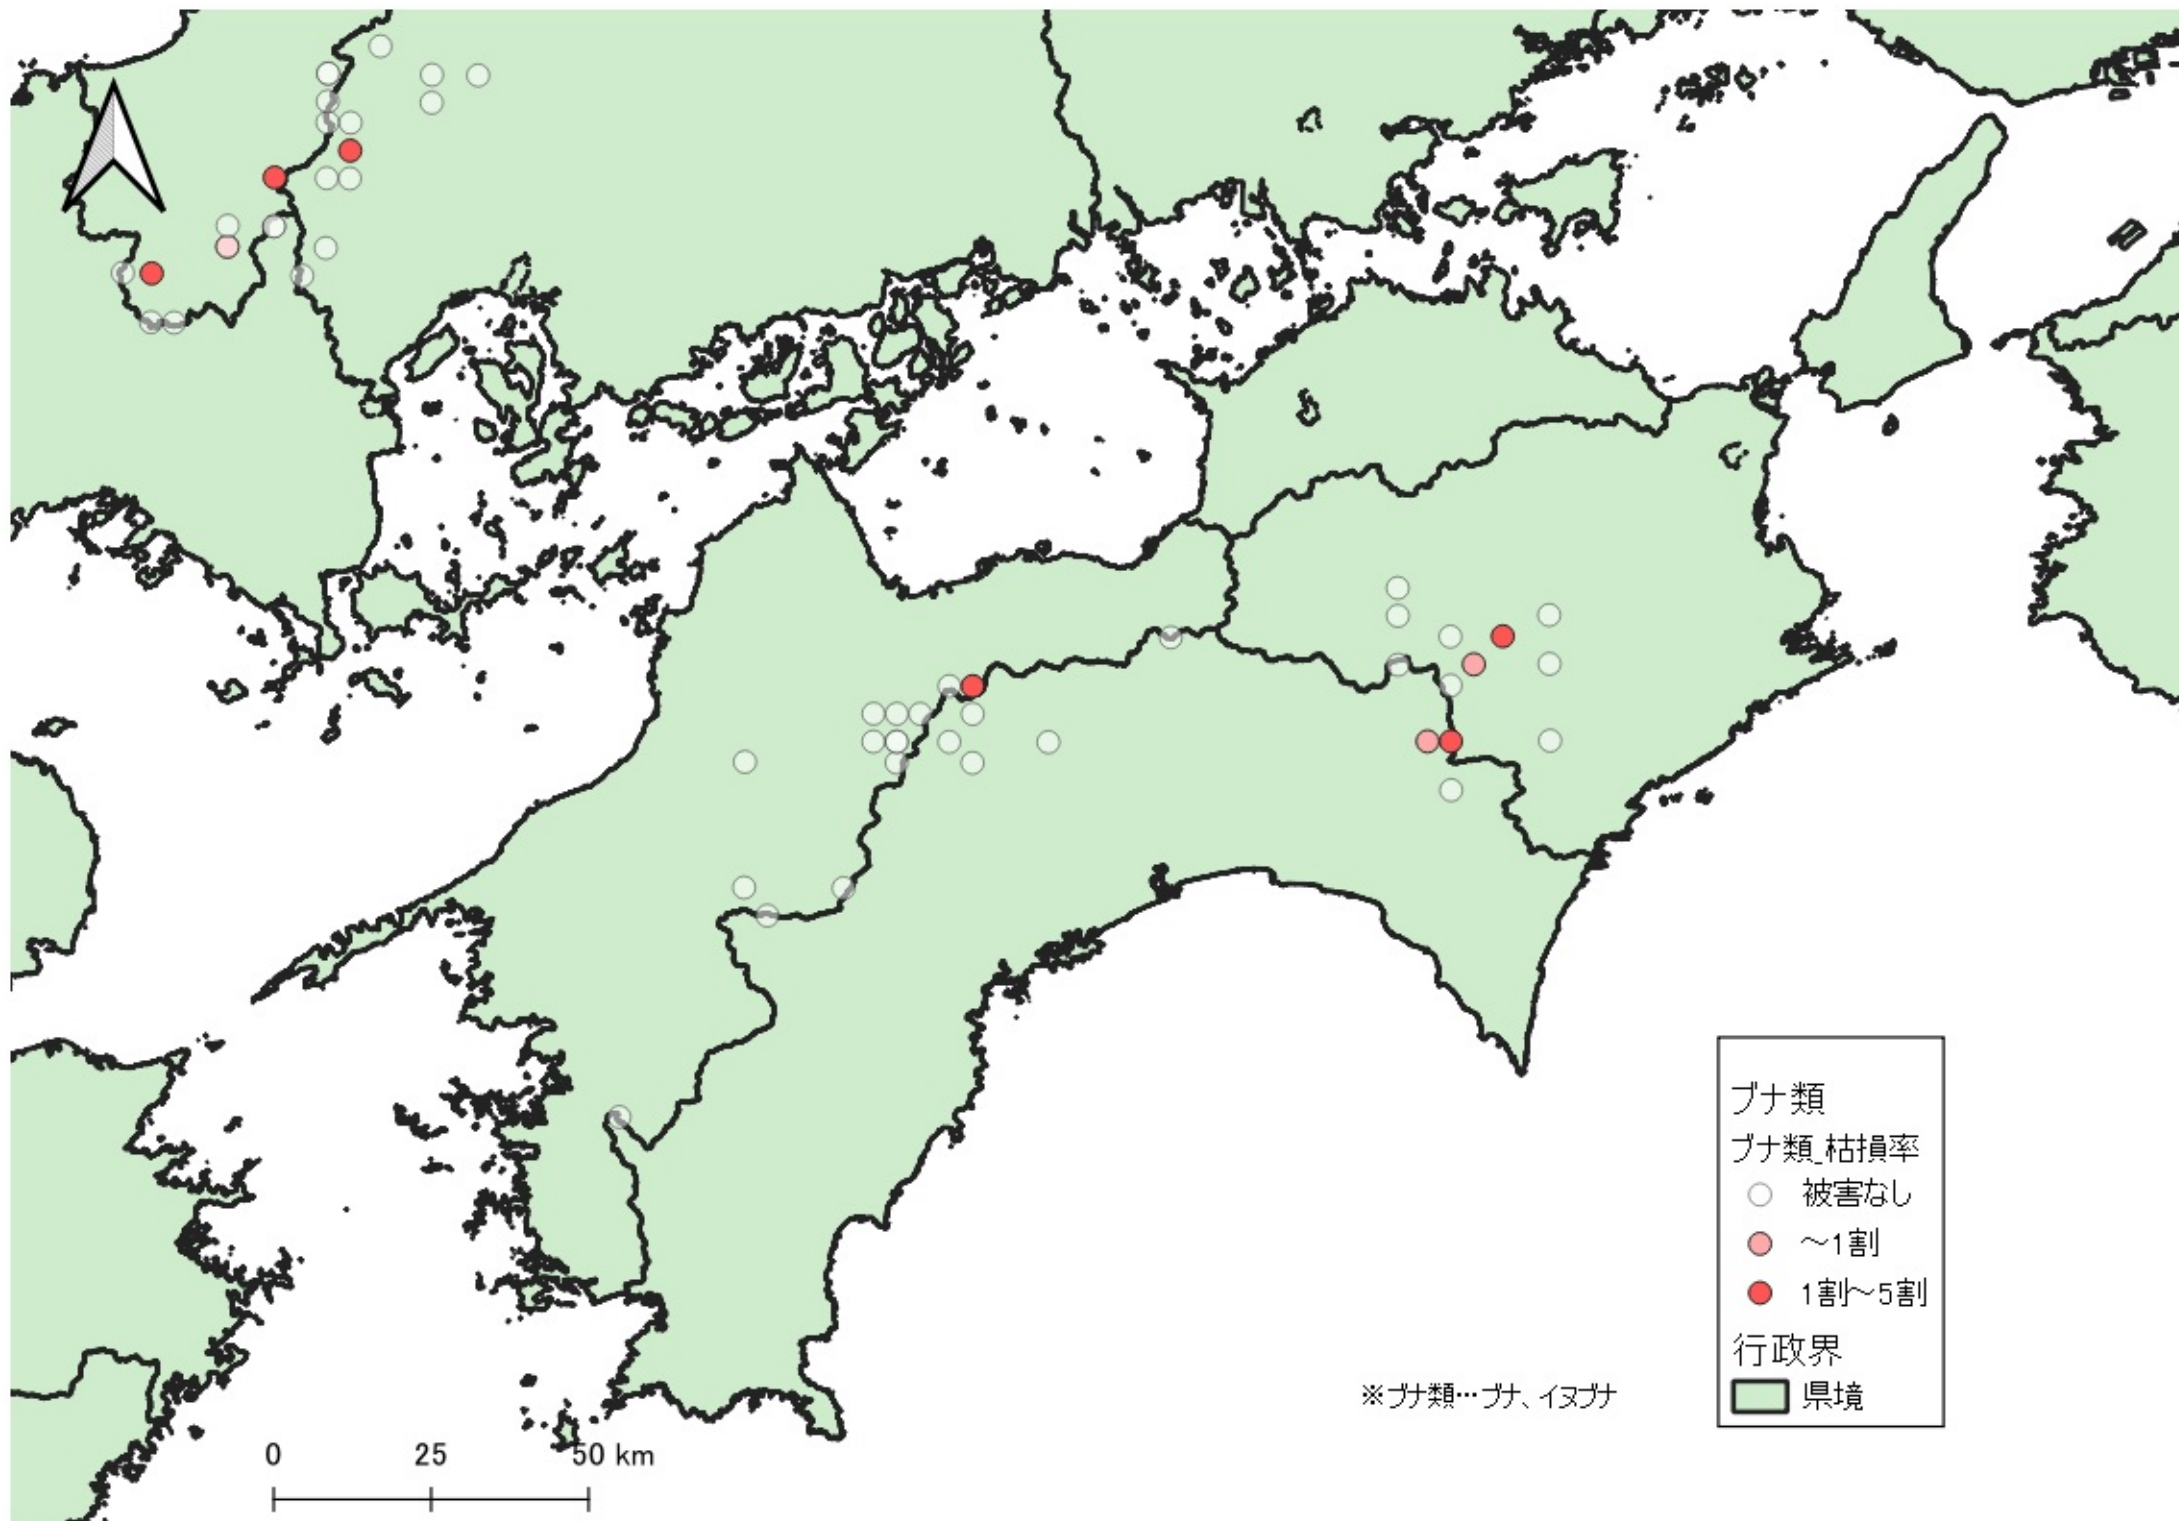 ブナ類
ブナ類_枯損率
被害なし
～1割
1割～5割
行政界
県境
※ブナ類…ブナ、イヌブナ
0 25 50 km